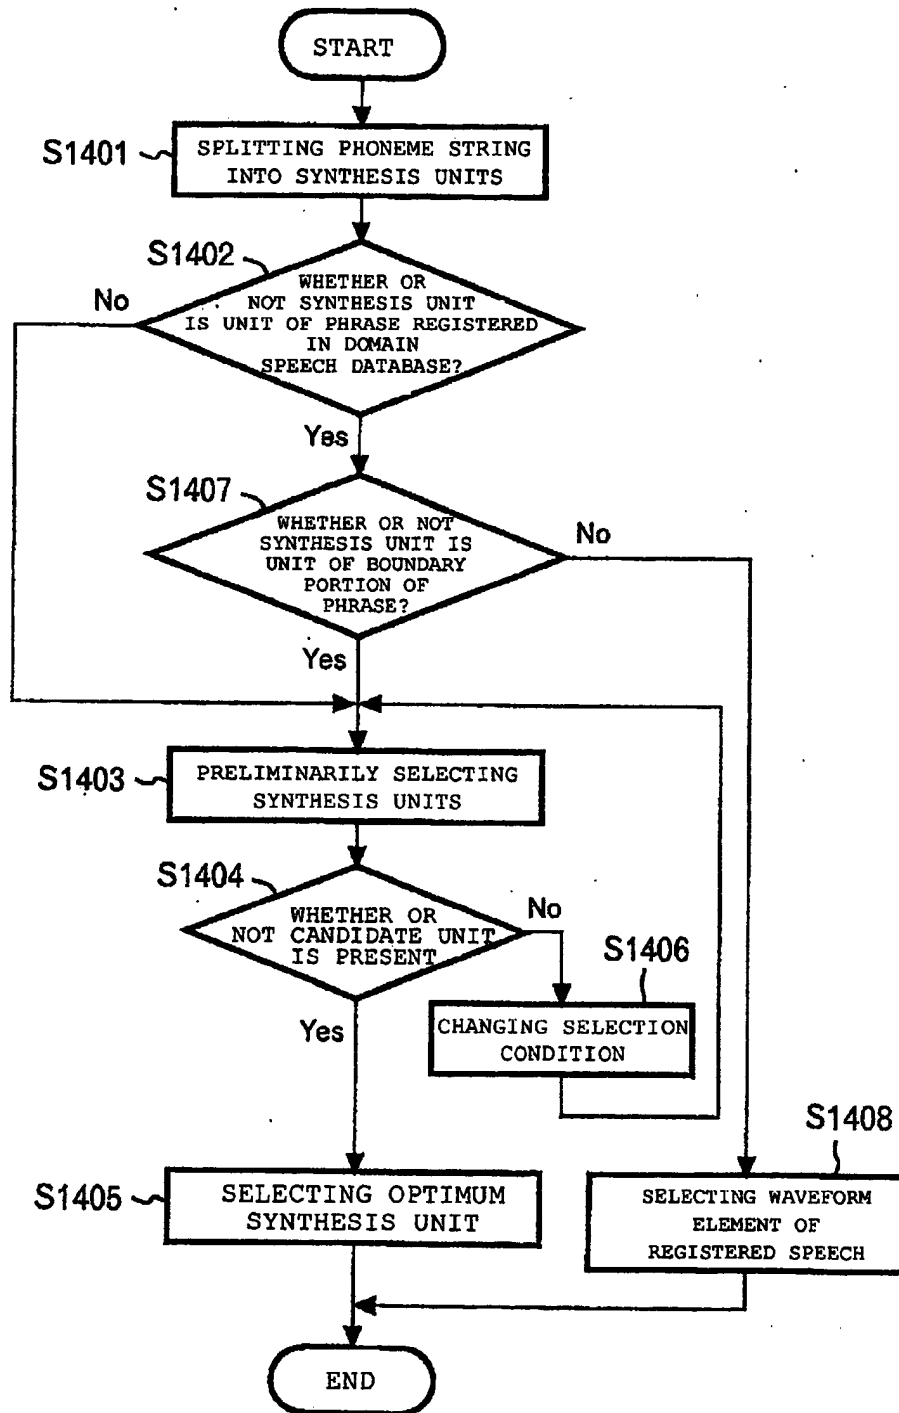 START
S1401
SPLITTING PHONEME STRING
INTO SYNTHESIS UNITS
S1402
WHETHER OR
NOT SYNTHESIS UNIT
IS UNIT OF PHRASE REGISTERED
IN DOMAIN
SPEECH DATABASE?
No
Yes
S1407
WHETHER OR NOT
SYNTHESIS UNIT IS
UNIT OF BOUNDARY
PORTION OF
PHRASE?
No
Yes
S1403
PRELIMINARILY SELECTING
SYNTHESIS UNITS
S1404
WHETHER OR
NOT CANDIDATE UNIT
IS PRESENT
No
Yes
S1406
CHANGING SELECTION
CONDITION
S1405
SELECTING OPTIMUM
SYNTHESIS UNIT
S1408
SELECTING WAVEFORM
ELEMENT OF
REGISTERED SPEECH
END